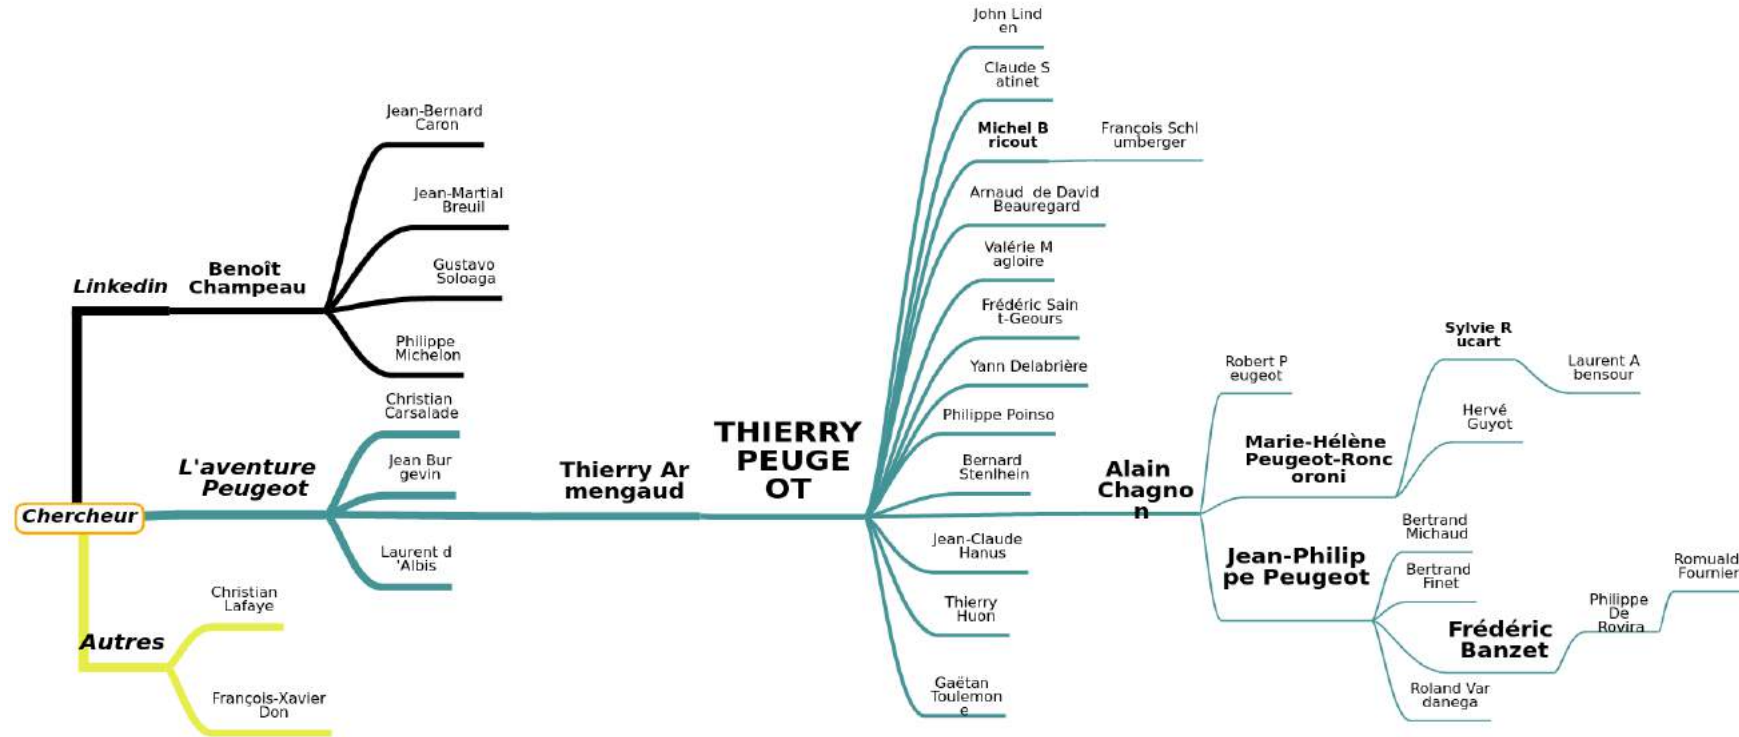 Chercheur
Linkedin
Benoît
Champeau
Jean-Bernard
Caron
Jean-Martial
Breuil
Gustavo
Soloaga
Philippe
Michelon
L'aventure
Peugeot
Christian
Carsalade
Jean Bur
gevin
Laurent d
'Albis
Thierry Ar
mengaud
THIERRY
PEUGE
OT
John Lind
en
Claude S
atinet
Michel B
ricout
François Schl
umberger
Arnaud  de David
Beauregard
Valérie M
agloire
Frédéric Sain
t-Geours
Yann Delabrière
Philippe Poinso
Bernard
Stenlhein
Alain
Chagno
n
Robert P
eugeot
Marie-Hélène
Peugeot-Ronc
oroni
Sylvie R
ucart
Laurent A
bensour
Hervé
Guyot
Jean-Philip
pe Peugeot
Bertrand
Michaud
Bertrand
Finet
Frédéric
Banzet
Philippe
De
Rovira
Romuald
Fournier
Roland Var
danega
Jean-Claude
Hanus
Thierry
Huon
Gaëtan
Toulemon
e
Autres
Christian
Lafaye
François-Xavier
Don